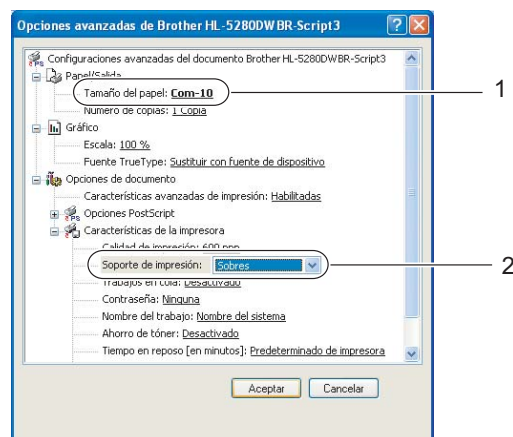 Opciones avanzadas de Brother HL-5280DW BR-Script3
Configuraciones avanzadas del documento Brother HL-5280DW BR-Script3
Papel/Salida
Tamaño del papel: Com-10
1
Número de copias: 1 Copia
Gráfico
Escala: 100 %
Fuente TrueType: Sustituir con fuente de dispositivo
Opciones de documento
Características avanzadas de impresión: Habilitadas
Opciones PostScript
Características de la impresora
Calidad de impresión: 600 ppp
Soporte de impresión: Sobres
2
Trabajos en cola: Desactivado
Contraseña: Ninguna
Nombre del trabajo: Nombre del sistema
Ahorro de tóner: Desactivado
Tiempo en reposo [en minutos]: Predeterminado de impresora
Aceptar Cancelar